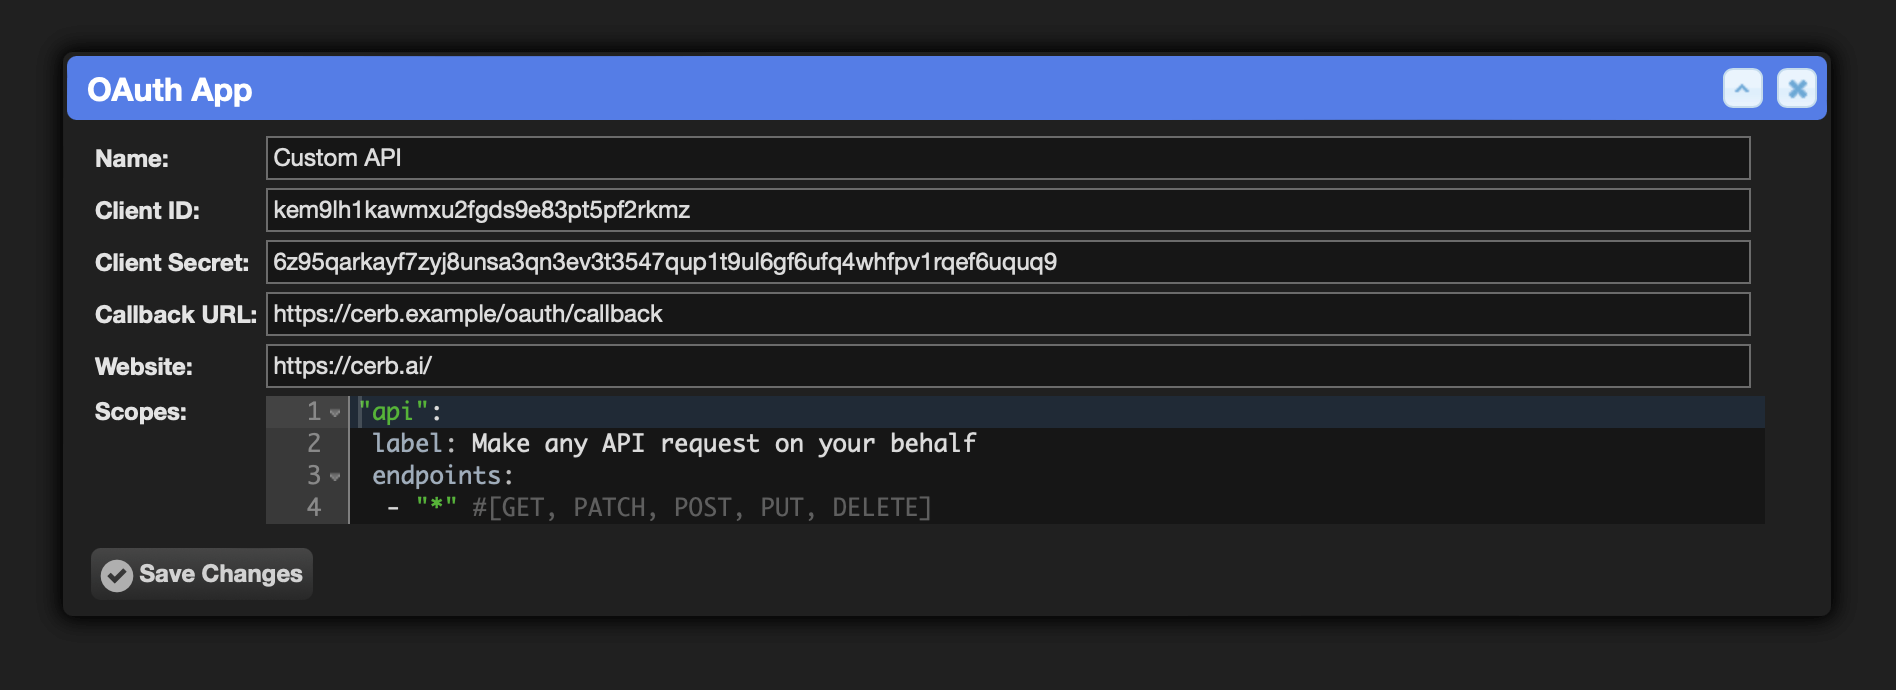 OAuth App
Name: Custom API
Client ID: kem9lh1kawmxu2fgds9e83pt5pf2rkmz
Client Secret: 6z95qarkayf7zyj8unsa3qn3ev3t3547qup1t9ul6gf6ufq4whfpv1rqef6uquq9
Callback URL: https://cerb.example/oauth/callback
Website: https://cerb.ai/
Scopes: 1 "api":
2 label: Make any API request on your behalf
3 endpoints:
4 - "*" #[GET, PATCH, POST, PUT, DELETE]
Save Changes